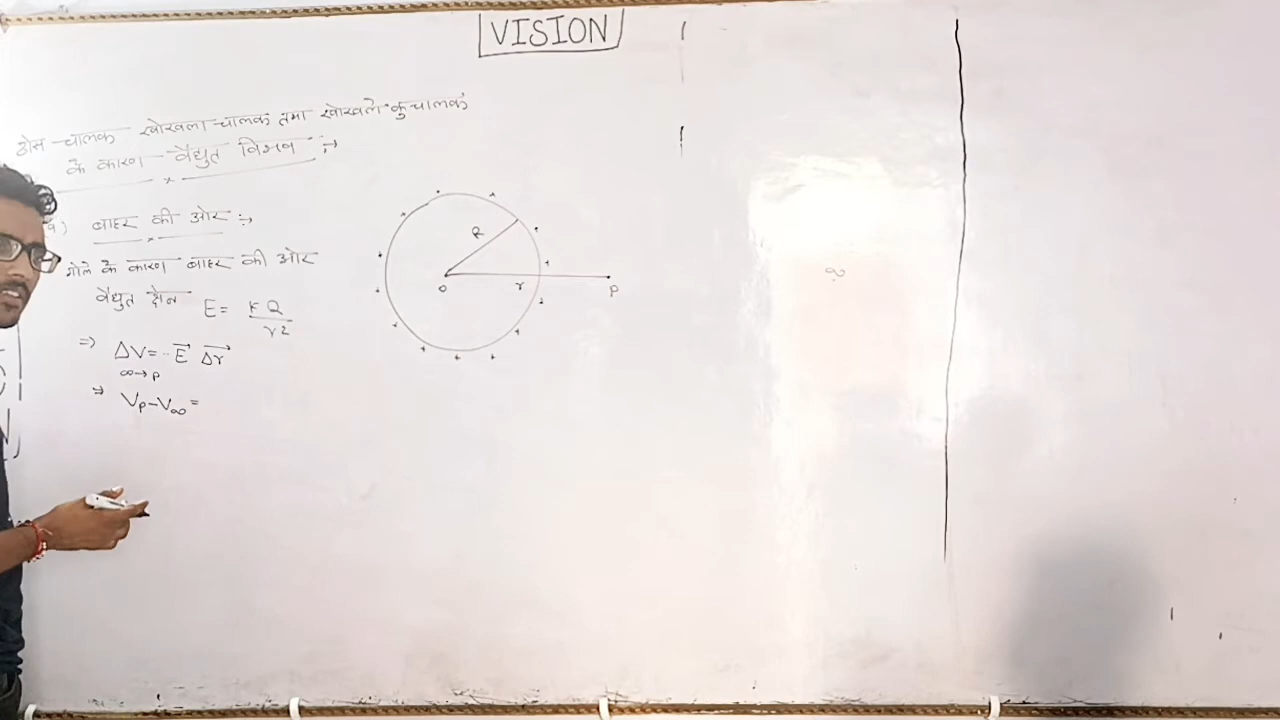 VISION
ठोस चालक खोखला चालक तथा खोखले कुचालक
के कारण वैद्युत विभव :→
१) बाहर की ओर :→
गोले के कारण बाहर की ओर
वैद्युत क्षेत्र E = KQ/r2
⇒ ΔV = -E⃗ Δr⃗
∞→P
⇒ Vp - V∞ =
R
O r P
∞